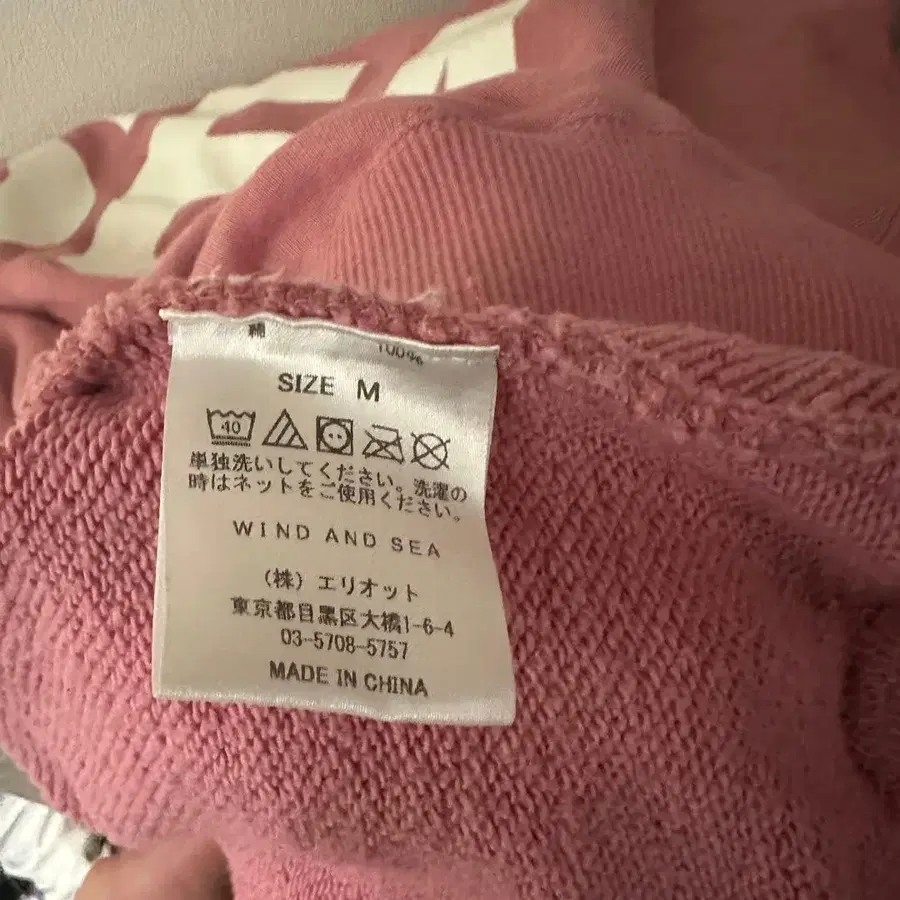 綿 100%
SIZE M
40
単独洗いしてください。洗濯の
時はネットをご使用ください。
WIND AND SEA
(株) エリオット
東京都目黒区大橋1-6-4
03-5708-5757
MADE IN CHINA